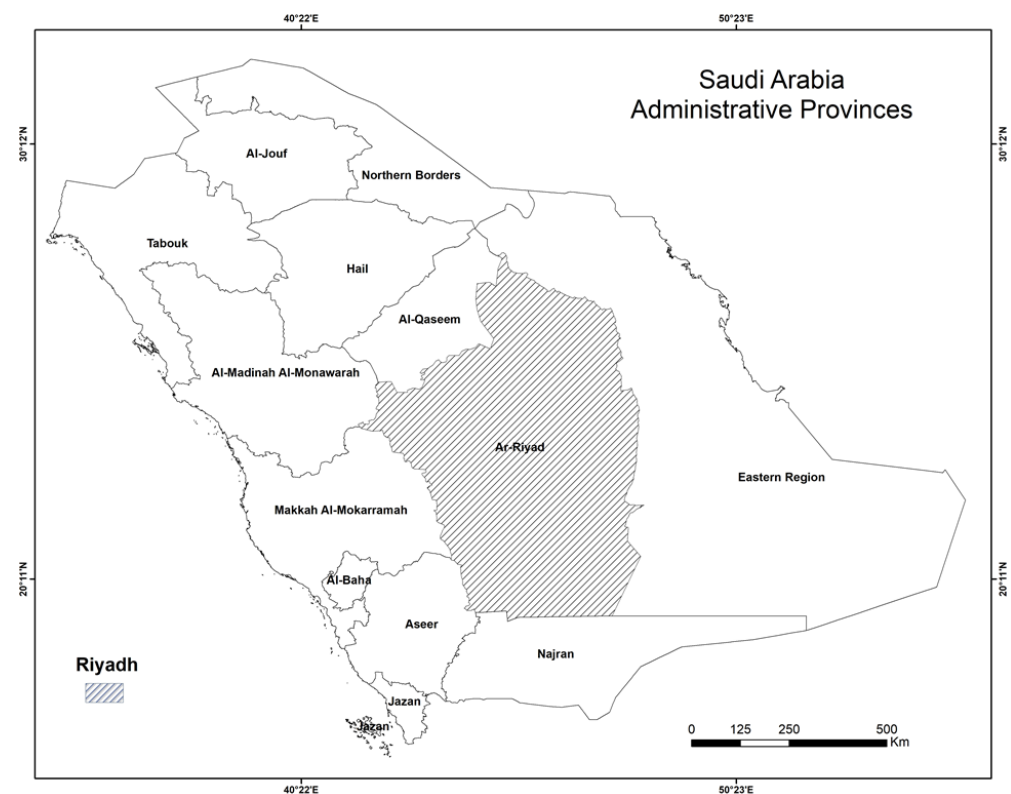 40°22'E
50°23'E
Saudi Arabia
Administrative Provinces
30°12'N
30°12'N
Al-Jouf
Northern Borders
Tabouk
Hail
Al-Qaseem
Al-Madinah Al-Monawarah
Ar-Riyad
Eastern Region
Makkah Al-Mokarramah
Al-Baha
20°11'N
20°11'N
Aseer
Najran
Riyadh
Jazan
Jazan
0 125 250 500
Km
40°22'E
50°23'E